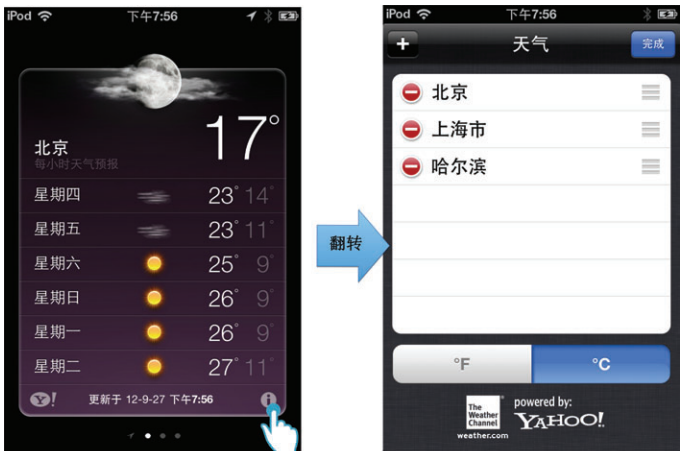 iPod 下午7:56
17°
北京
每小时天气预报
星期四 23° 14°
星期五 23° 11°
星期六 25° 9°
星期日 26° 9°
星期一 26° 9°
星期二 27° 11°
Y! 更新于 12-9-27 下午7:56 i
翻转
iPod 下午7:56
+ 天气 完成
北京
上海市
哈尔滨
°F °C
The Weather Channel
weather.com
powered by:
YAHOO!